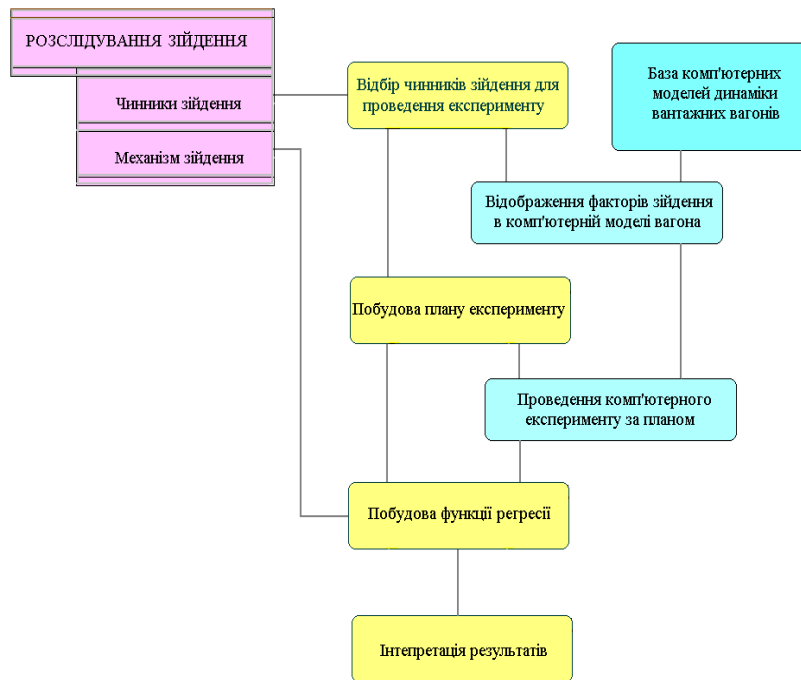 РОЗСЛІДУВАННЯ ЗІЙДЕННЯ
Чинники зійдення
Механізм зійдення
Відбір чинників зійдення для
проведення експерименту
База комп'ютерних
моделей динаміки
вантажних вагонів
Відображення факторів зійдення
в комп'ютерній моделі вагона
Побудова плану експерименту
Проведення комп'ютерного
експерименту за планом
Побудова функції регресії
Інтепретація результатів